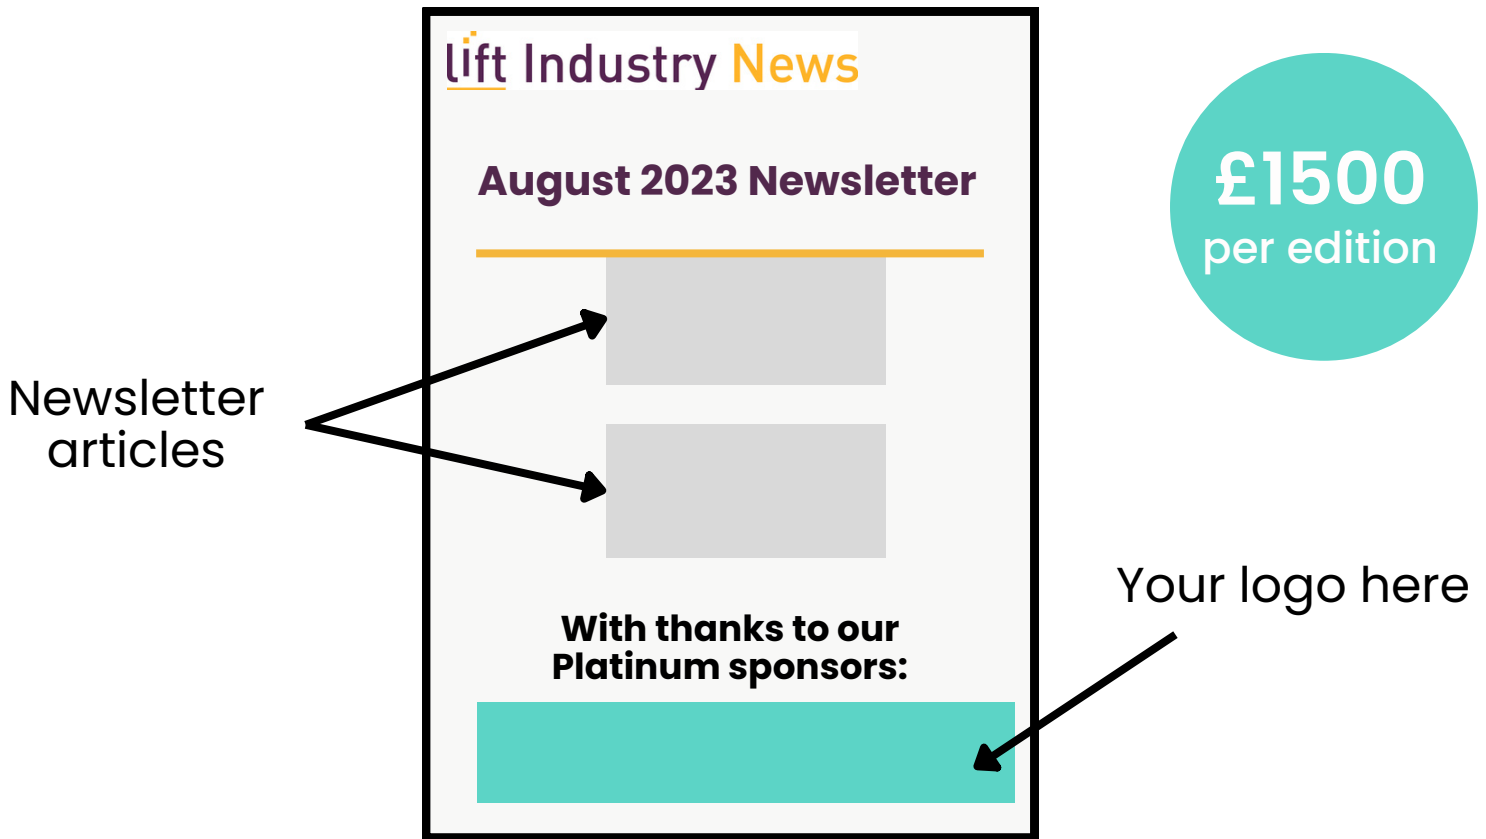 lift Industry News
August 2023 Newsletter
£1500
per edition
Newsletter
articles
Your logo here
With thanks to our
Platinum sponsors: